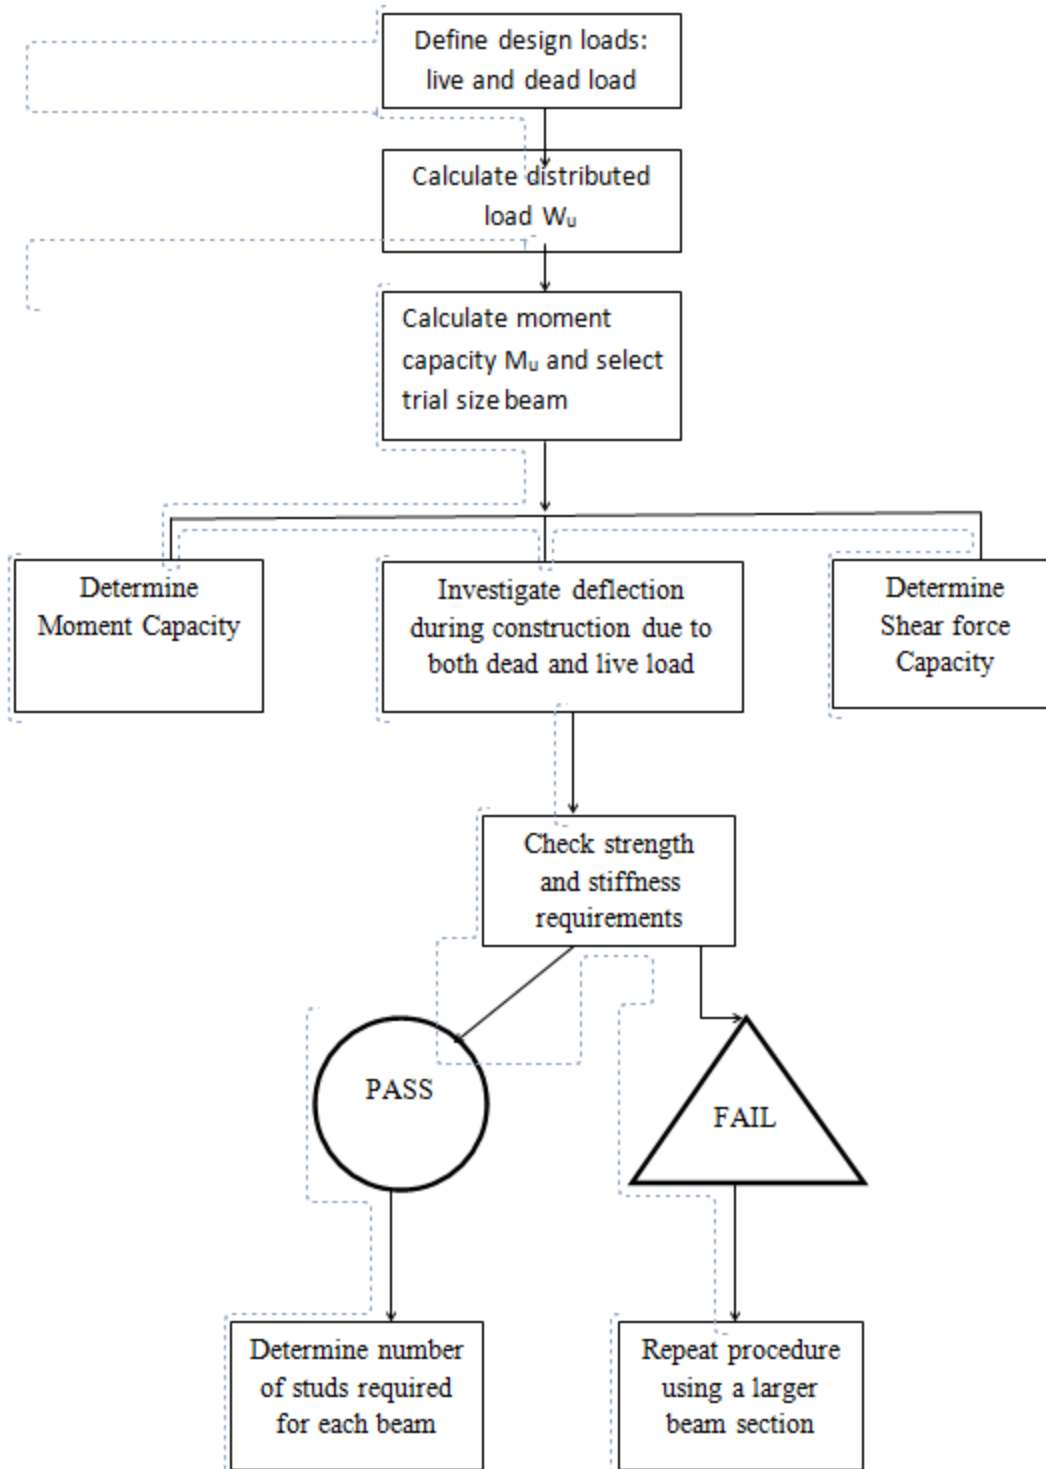 Define design loads:
live and dead load
Calculate distributed
load Wᵤ
Calculate moment
capacity Mᵤ and select
trial size beam
Determine
Moment Capacity
Investigate deflection
during construction due to
both dead and live load
Determine
Shear force
Capacity
Check strength
and stiffness
requirements
PASS
FAIL
Determine number
of studs required
for each beam
Repeat procedure
using a larger
beam section